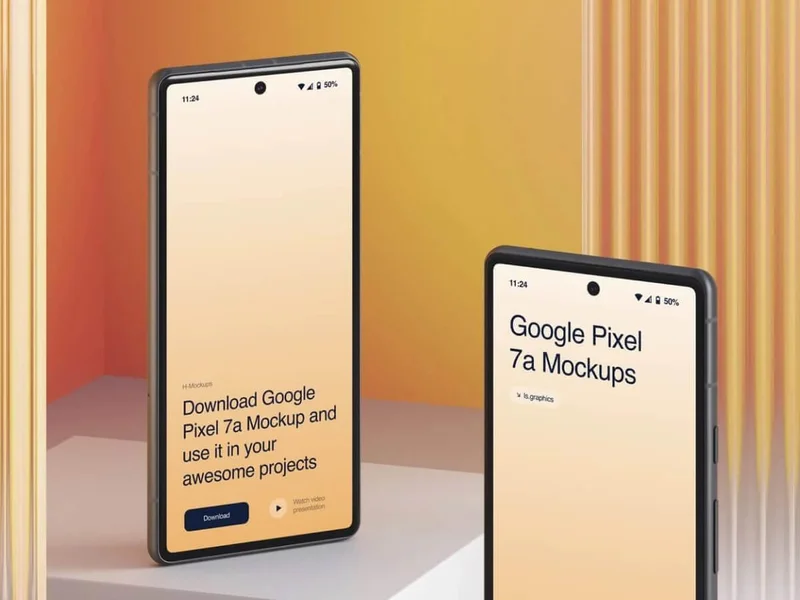 11:24
50%
H-Mockups
Download Google
Pixel 7a Mockup and
use it in your
awesome projects
Download
Watch video
presentation
11:24
50%
Google Pixel
7a Mockups
ls.graphics